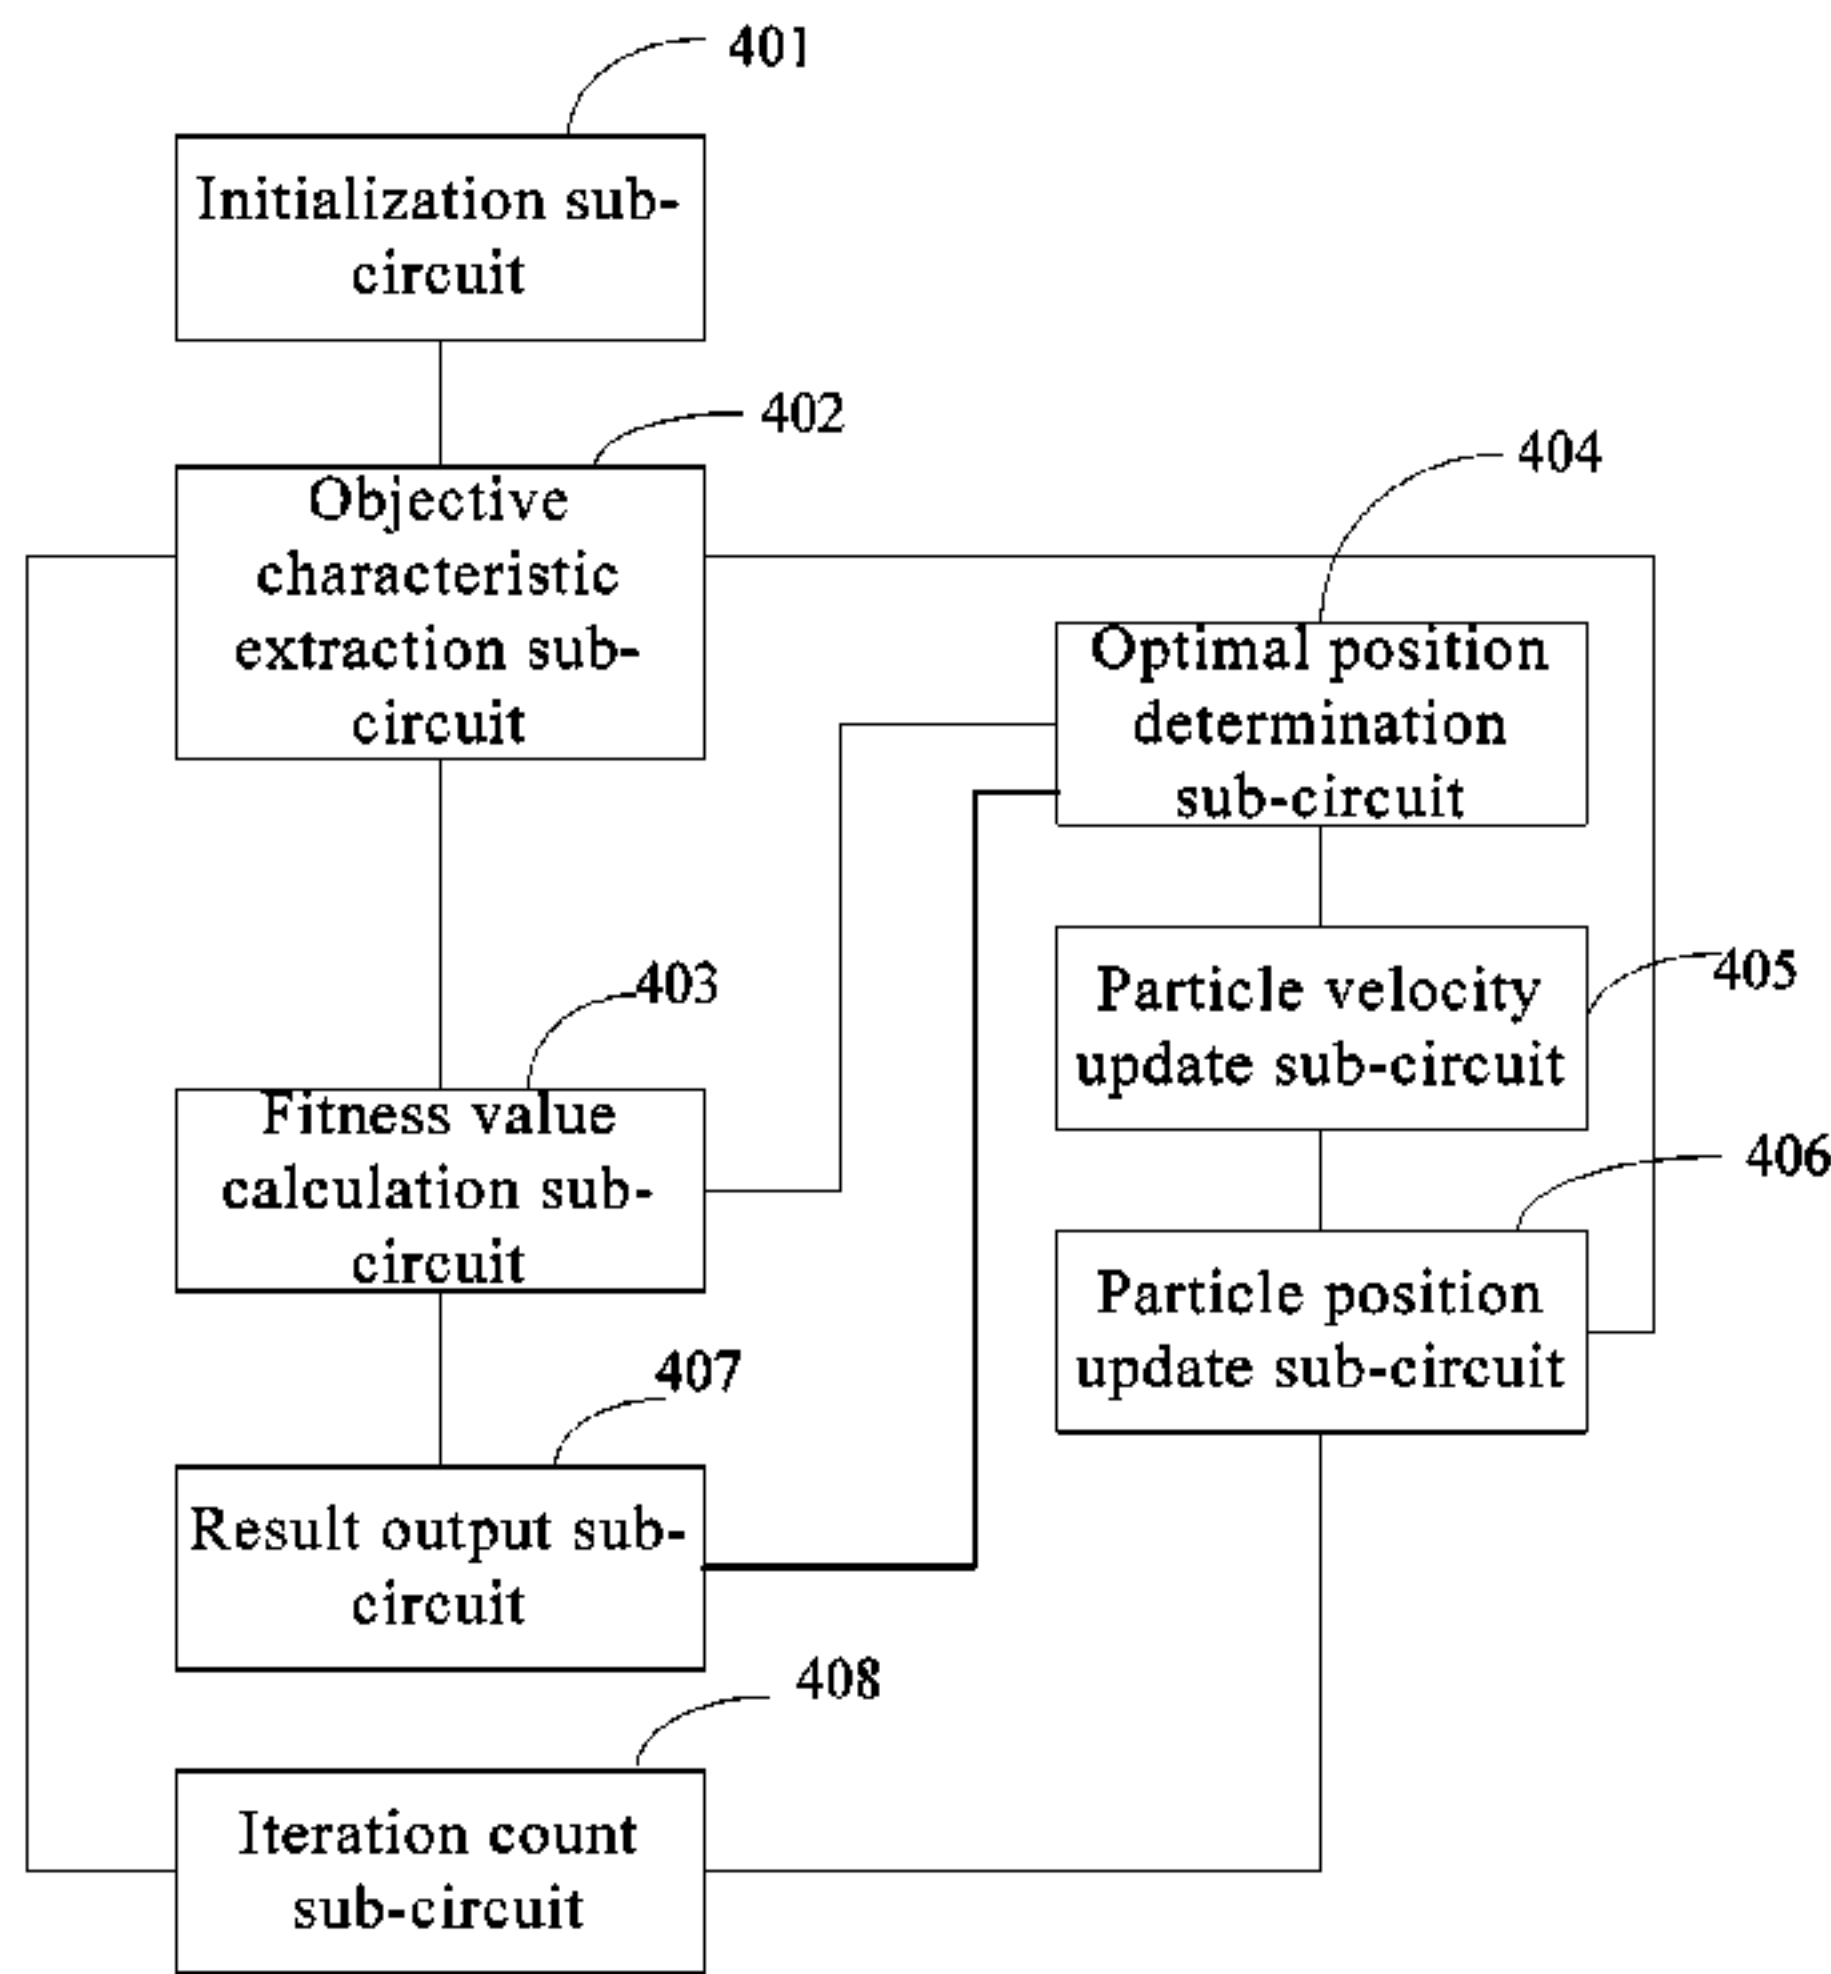 401
Initialization sub-
circuit
402
Objective
characteristic
extraction sub-
circuit
404
Optimal position
determination
sub-circuit
403
Fitness value
calculation sub-
circuit
405
Particle velocity
update sub-circuit
406
Particle position
update sub-circuit
407
Result output sub-
circuit
408
Iteration count
sub-circuit